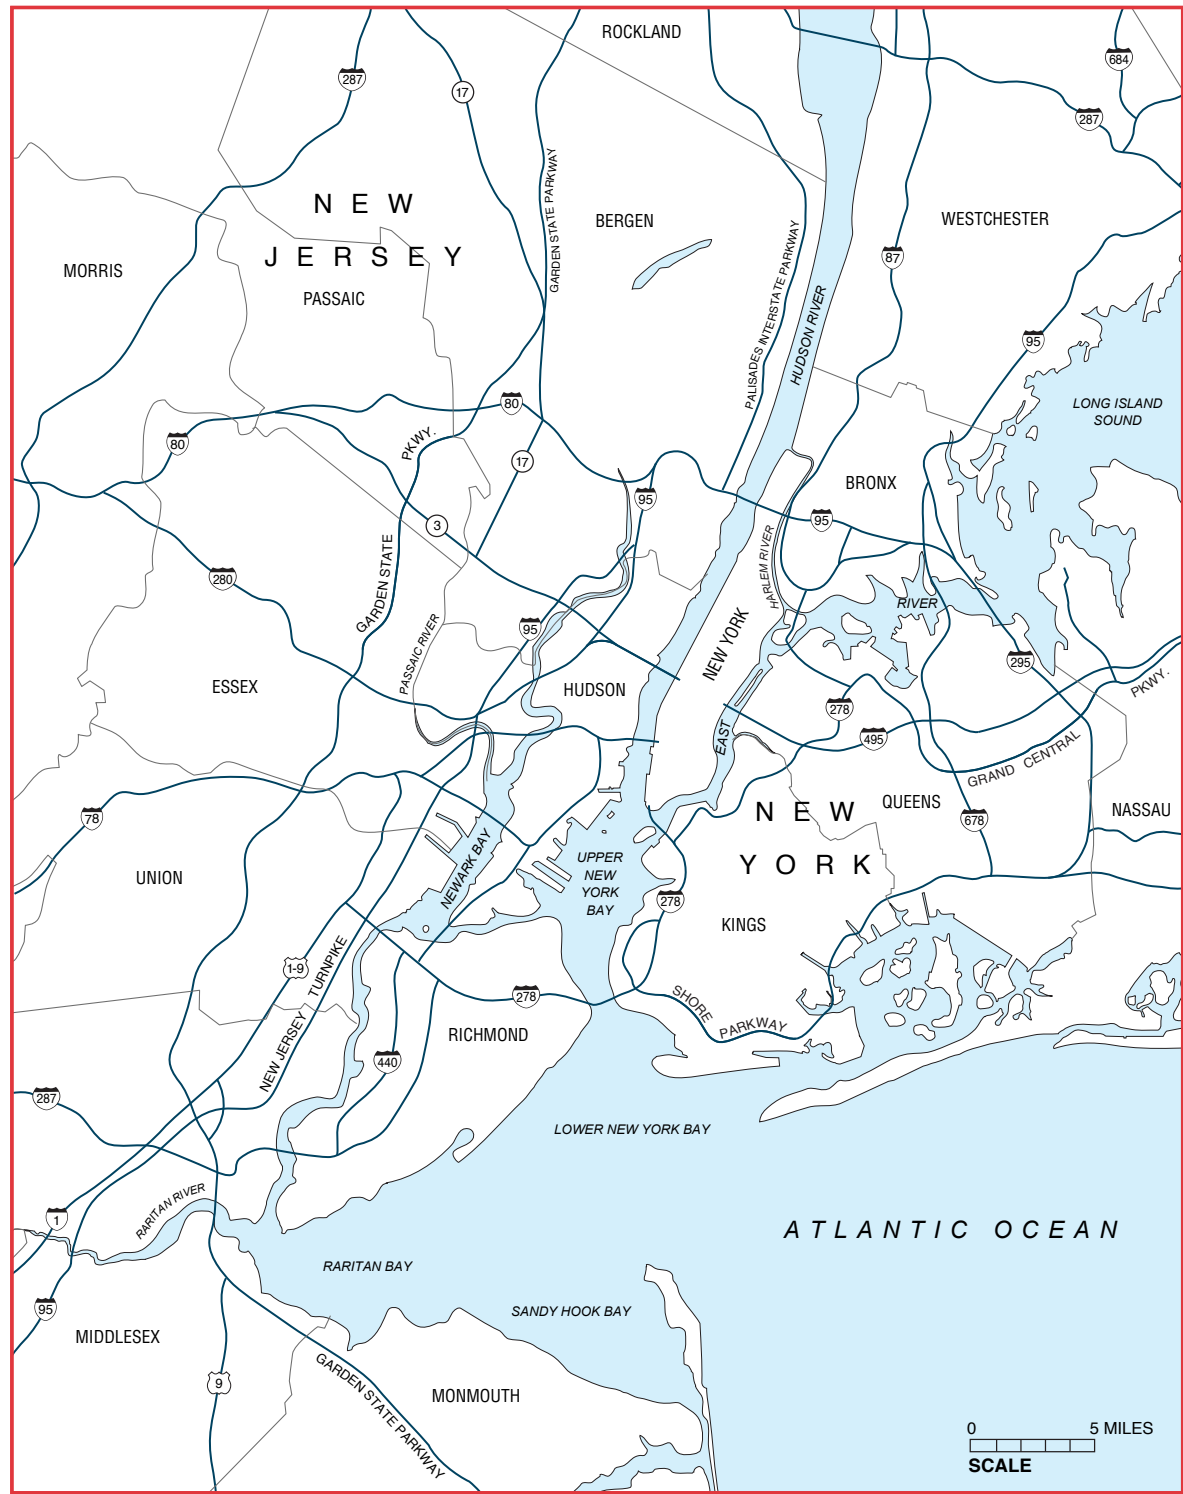 ROCKLAND
684
287
17
287
GARDEN STATE PARKWAY
NEW
JERSEY
BERGEN
WESTCHESTER
PALISADES INTERSTATE PARKWAY
87
MORRIS
PASSAIC
HUDSON RIVER
95
LONG ISLAND
SOUND
80
80
PKWY.
17
BRONX
95
95
3
HARLEM RIVER
280
GARDEN STATE
RIVER
95
PASSAIC RIVER
NEW YORK
295
ESSEX
HUDSON
PKWY.
278
EAST
495
GRAND CENTRAL
NEW
YORK
QUEENS
678
NASSAU
78
NEWARK BAY
UPPER
NEW
YORK
BAY
UNION
278
KINGS
1-9
NEW JERSEY TURNPIKE
278
SHORE
PARKWAY
RICHMOND
440
287
LOWER NEW YORK BAY
RARITAN RIVER
1
ATLANTIC OCEAN
RARITAN BAY
SANDY HOOK BAY
95
MIDDLESEX
9
GARDEN STATE PARKWAY
MONMOUTH
0 5 MILES
SCALE